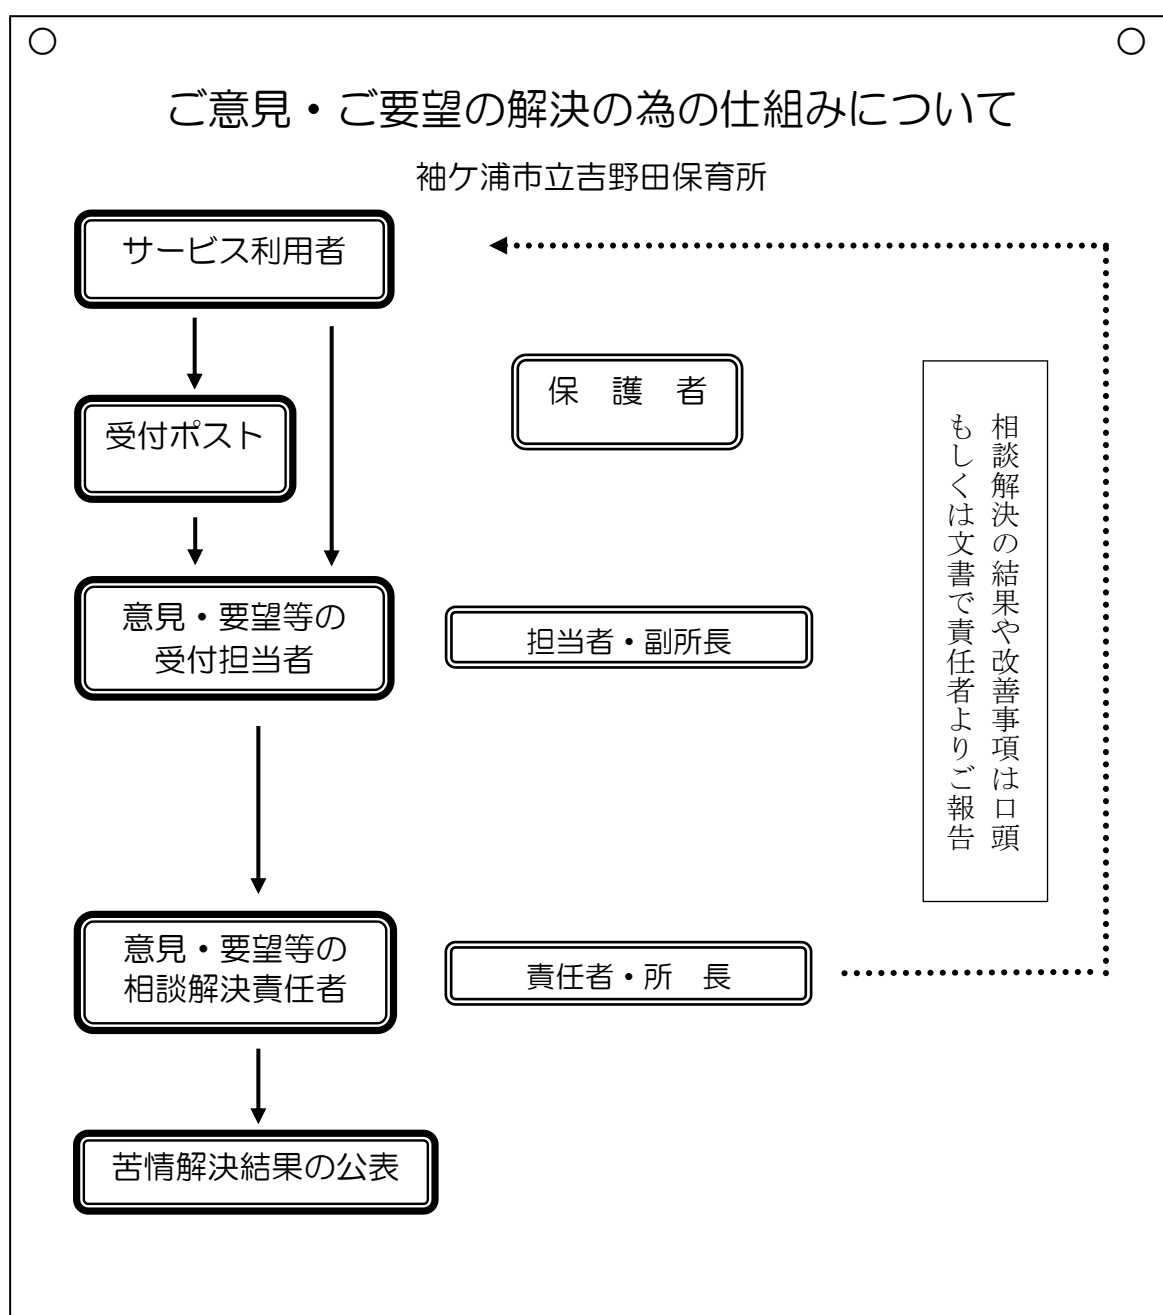 ご意見・ご要望の解決の為の仕組みについて
袖ケ浦市立吉野田保育所
サービス利用者
保　護　者
受付ポスト
相談解決の結果や改善事項は口頭
もしくは文書で責任者よりご報告
意見・要望等の
受付担当者
担当者・副所長
意見・要望等の
相談解決責任者
責任者・所　長
苦情解決結果の公表